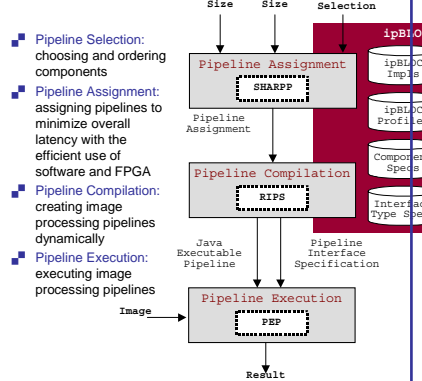 Size
Size
Selection
Pipeline Selection:
choosing and ordering
components
Pipeline Assignment:
assigning pipelines to
minimize overall
latency with the
efficient use of
software and FPGA
Pipeline Compilation:
creating image
processing pipelines
dynamically
Pipeline Execution:
executing image
processing pipelines
Pipeline Assignment
SHARPP
Pipeline
Assignment
Pipeline Compilation
RIPS
Java
Executable
Pipeline
Pipeline
Interface
Specification
Image
Pipeline Execution
PEP
Result
ipBLO
ipBLOC
Impls
ipBLOC
Profile
Componen
Specs
Interfac
Type Spe